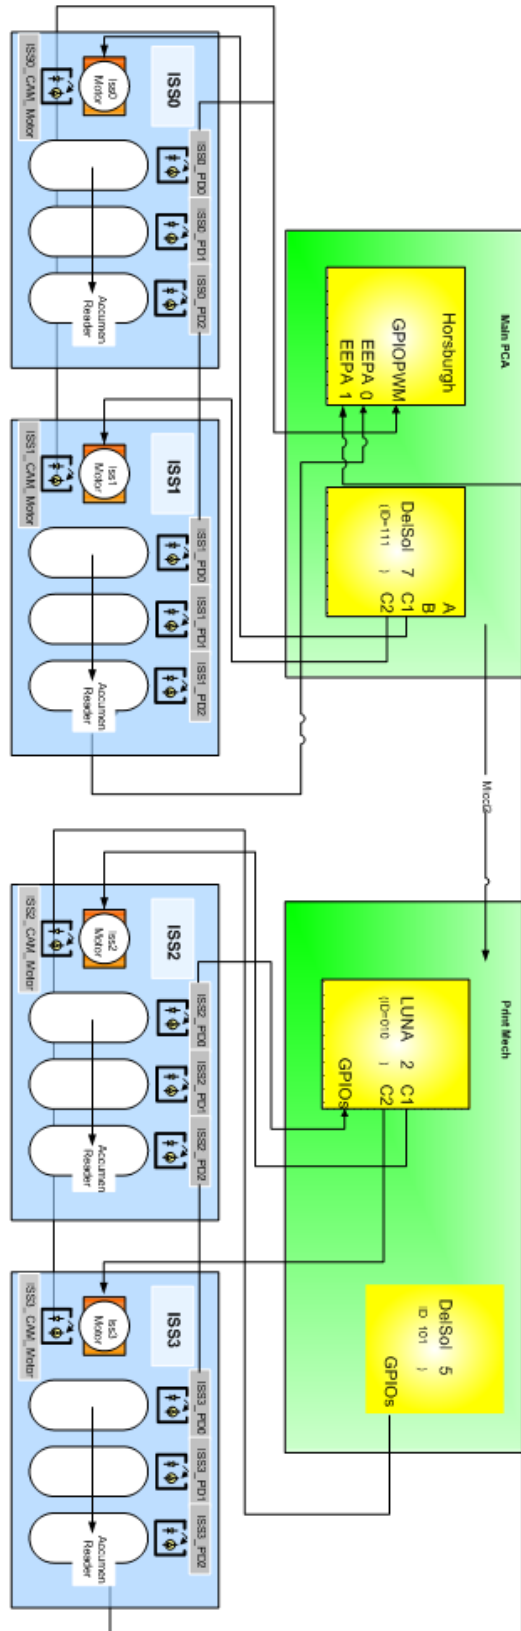 Main PCA
Horsburgh
GPIOPWM
EEPA 0
EEPA 1
A
B
DelSol 7 C1
(ID=111 ) C2
Print Mech
LUNA 2 C1
(ID=010 ) C2
GPIOs
DelSol 5
ID 101 )
GPIOs
ISS0_PD0
ISS0_PD1
ISS0_PD2
ISS0
Iss0
Motor
Accumen
Reader
ISS0_CAM_Motor
ISS1_PD0
ISS1_PD1
ISS1_PD2
ISS1
Iss1
Motor
Accumen
Reader
ISS1_CAM_Motor
ISS2_PD0
ISS2_PD1
ISS2_PD2
ISS2
Iss2
Motor
Accumen
Reader
ISS2_CAM_Motor
ISS3_PD0
ISS3_PD1
ISS3_PD2
ISS3
Iss3
Motor
Accumen
Reader
ISS3_CAM_Motor